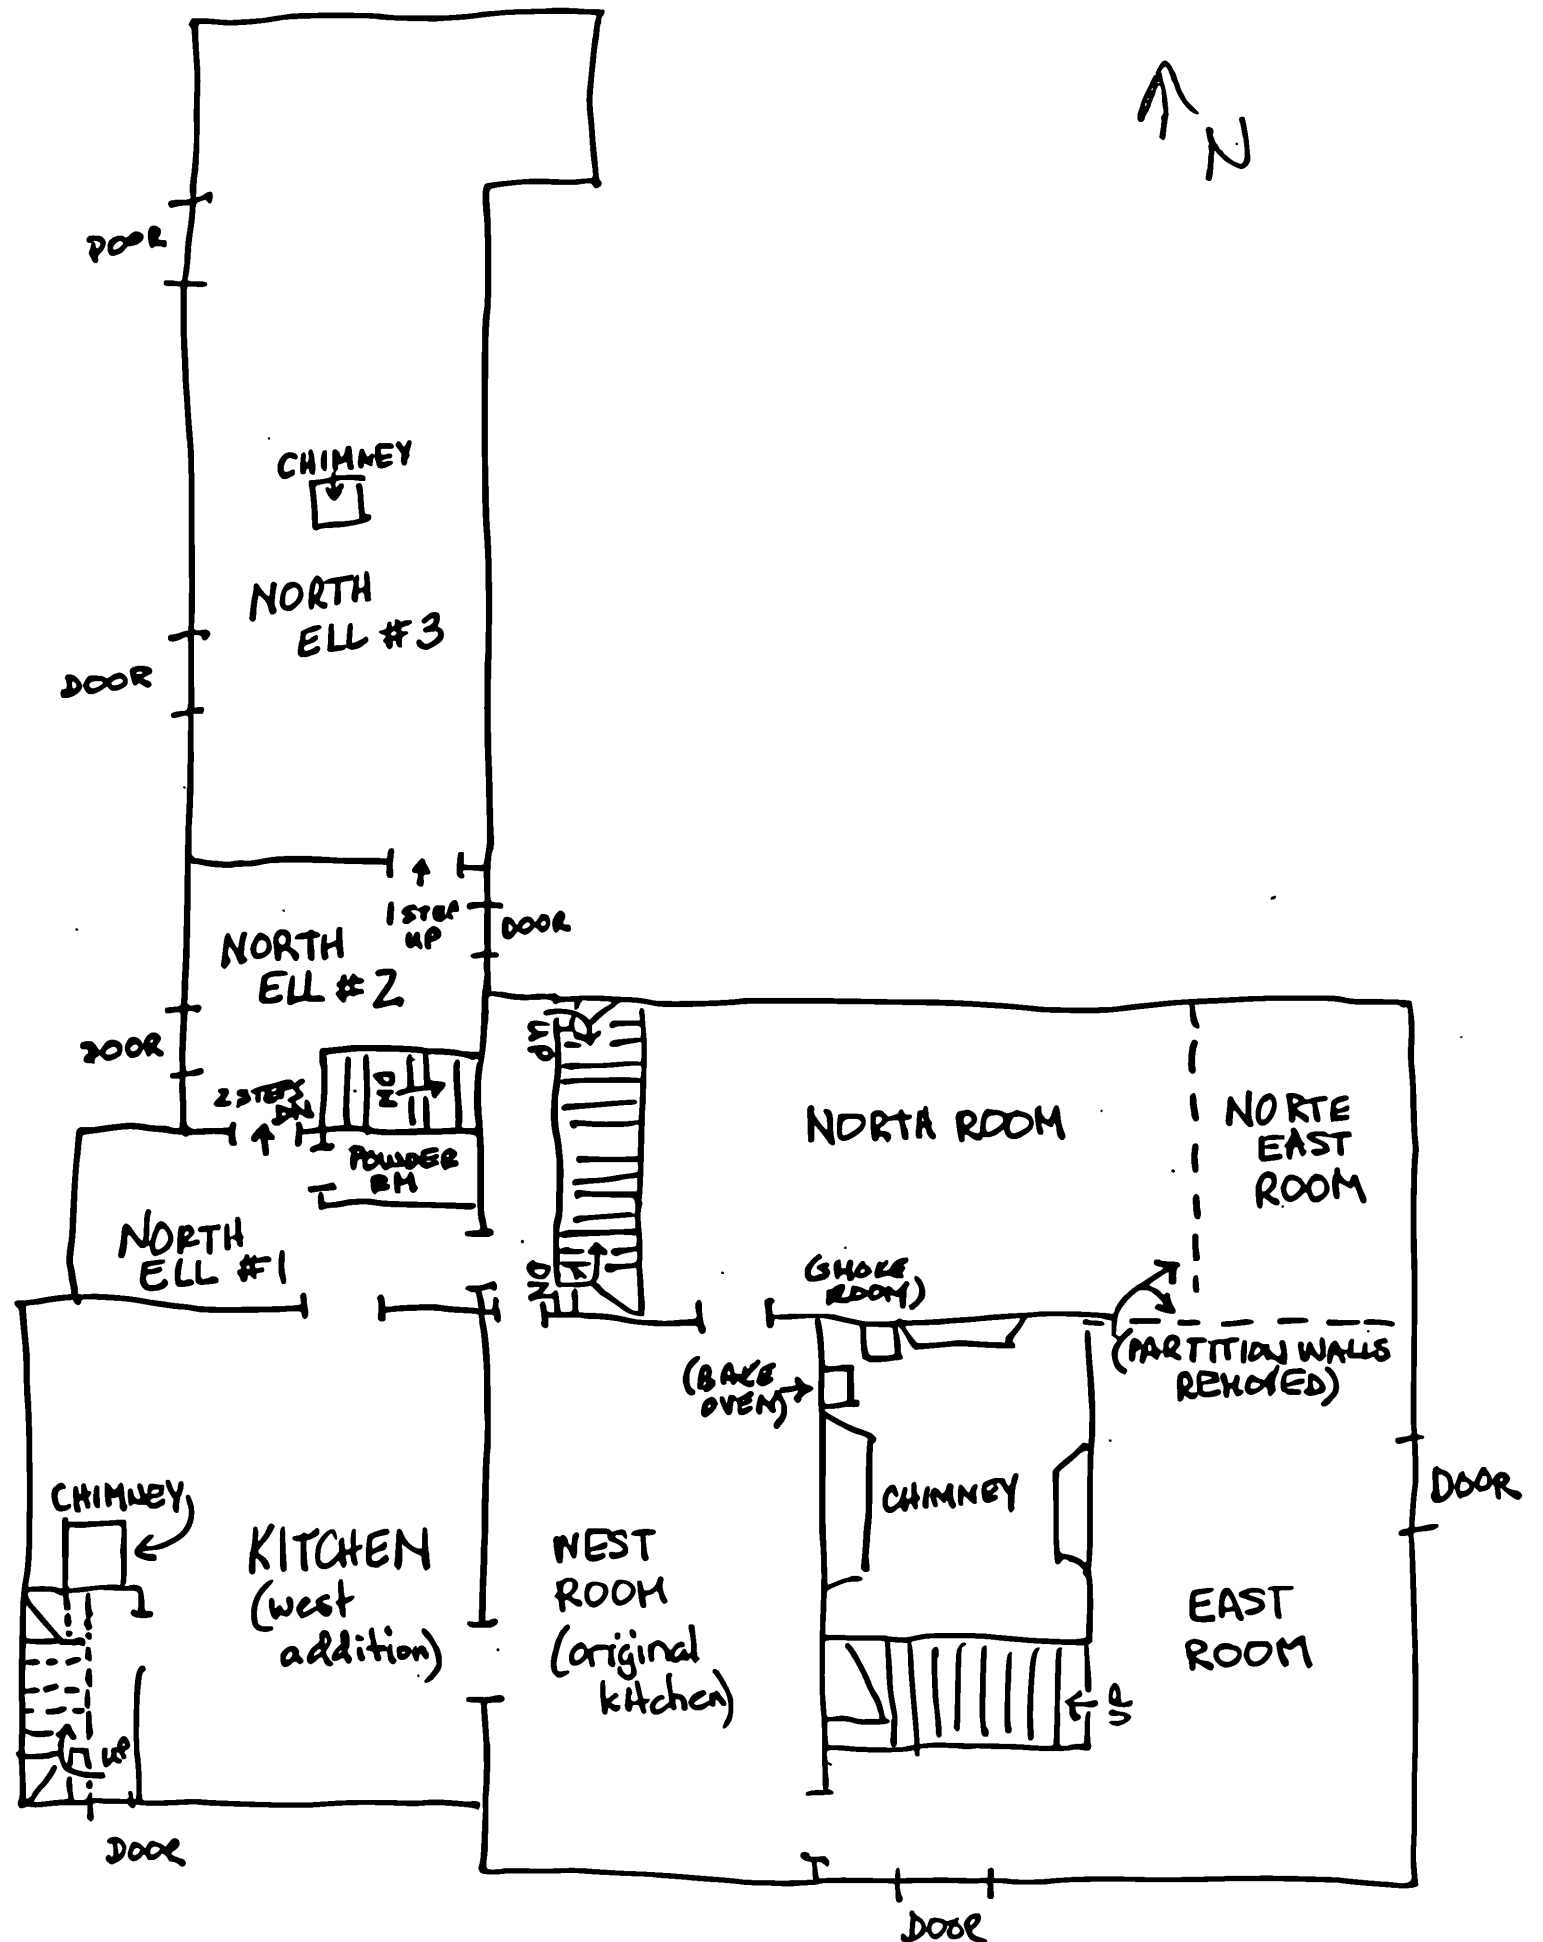 N
DOOR
CHIMNEY
NORTH
ELL #3
DOOR
1 STEP
UP
DOOR
NORTH
ELL #2
DOOR
2 STEPS
DN
DN
UP
POWDER
RM
NORTH ROOM
NORTE
EAST
ROOM
NORTH
ELL #1
DN
(SMOKE
ROOM)
(PARTITION WALLS
REMOVED)
(BAKE
OVEN)
CHIMNEY
CHIMNEY
DOOR
KITCHEN
(west
addition)
WEST
ROOM
(original
kitchen)
EAST
ROOM
UP
UP
DOOR
DOOR